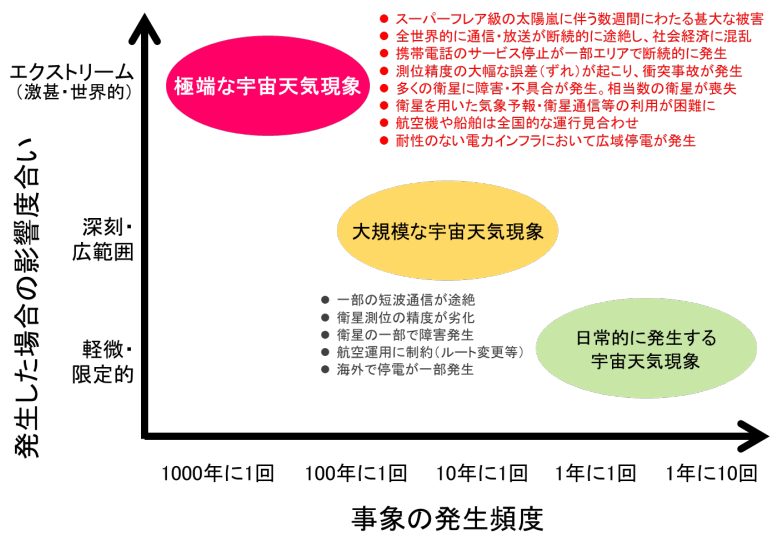 ● スーパーフレア級の太陽嵐に伴う数週間にわたる甚大な被害
● 全世界的に通信・放送が断続的に途絶し、社会経済に混乱
● 携帯電話のサービス停止が一部エリアで断続的に発生
● 測位精度の大幅な誤差(ずれ)が起こり、衝突事故が発生
● 多くの衛星に障害・不具合が発生。相当数の衛星が喪失
● 衛星を用いた気象予報・衛星通信等の利用が困難に
● 航空機や船舶は全国的な運行見合わせ
● 耐性のない電力インフラにおいて広域停電が発生
エクストリーム
(激甚・世界的)
極端な宇宙天気現象
発生した場合の影響度合い
深刻・
広範囲
大規模な宇宙天気現象
● 一部の短波通信が途絶
● 衛星測位の精度が劣化
● 衛星の一部で障害発生
● 航空運用に制約(ルート変更等)
● 海外で停電が一部発生
軽微・
限定的
日常的に発生する
宇宙天気現象
1000年に1回
100年に1回
10年に1回
1年に1回
1年に10回
事象の発生頻度